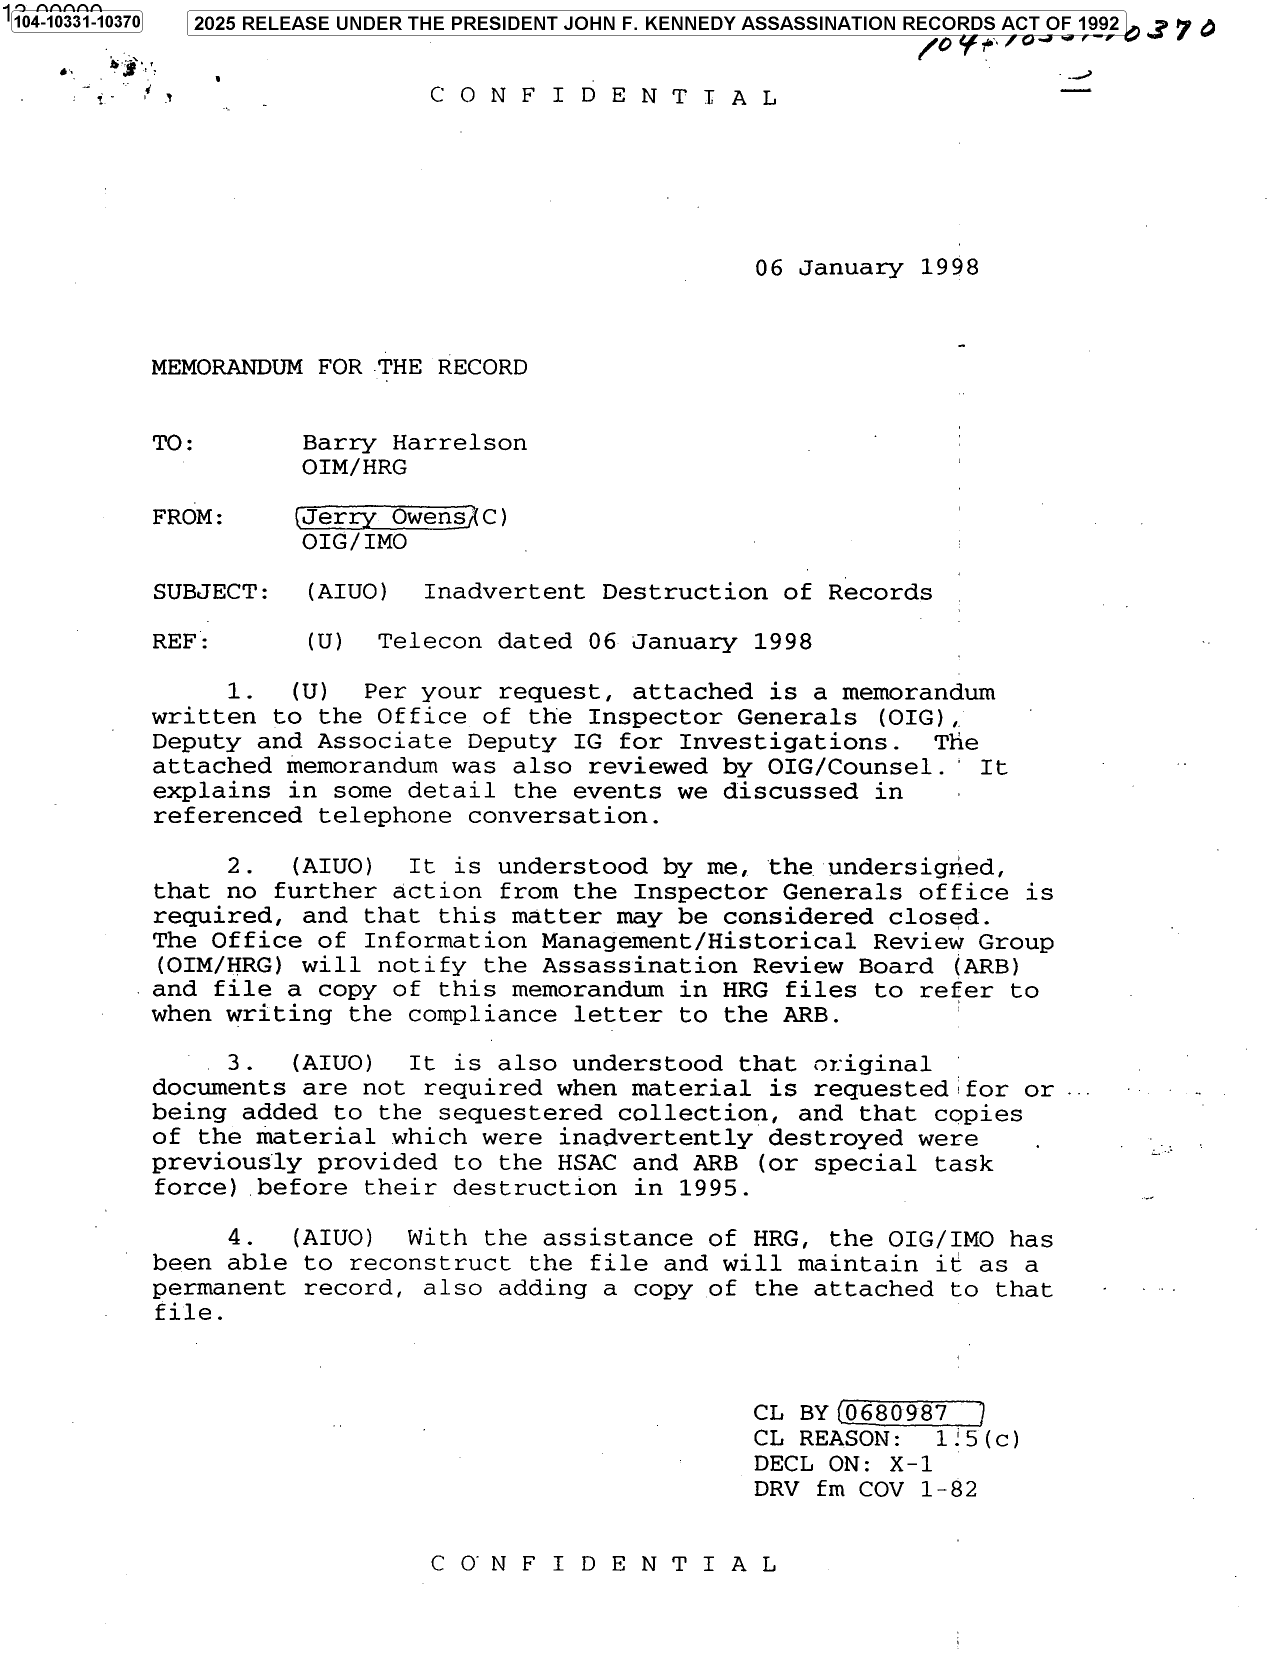 104-10331-10370
2025 RELEASE UNDER THE PRESIDENT JOHN F. KENNEDY ASSASSINATION RECORDS ACT OF 1992
104-10331-10370
C O N F I D E N T I A L
06 January 1998
MEMORANDUM FOR THE RECORD
TO: Barry Harrelson
OIM/HRG
FROM: Jerry Owens (C)
OIG/IMO
SUBJECT: (AIUO) Inadvertent Destruction of Records
REF: (U) Telecon dated 06 January 1998
1. (U) Per your request, attached is a memorandum
written to the Office of the Inspector Generals (OIG),
Deputy and Associate Deputy IG for Investigations. The
attached memorandum was also reviewed by OIG/Counsel. It
explains in some detail the events we discussed in
referenced telephone conversation.
2. (AIUO) It is understood by me, the undersigned,
that no further action from the Inspector Generals office is
required, and that this matter may be considered closed.
The Office of Information Management/Historical Review Group
(OIM/HRG) will notify the Assassination Review Board (ARB)
and file a copy of this memorandum in HRG files to refer to
when writing the compliance letter to the ARB.
3. (AIUO) It is also understood that original
documents are not required when material is requested for or
being added to the sequestered collection, and that copies
of the material which were inadvertently destroyed were
previously provided to the HSAC and ARB (or special task
force) before their destruction in 1995.
4. (AIUO) With the assistance of HRG, the OIG/IMO has
been able to reconstruct the file and will maintain it as a
permanent record, also adding a copy of the attached to that
file.
CL BY 0680987
CL REASON: 1.5(c)
DECL ON: X-1
DRV fm COV 1-82
C O N F I D E N T I A L